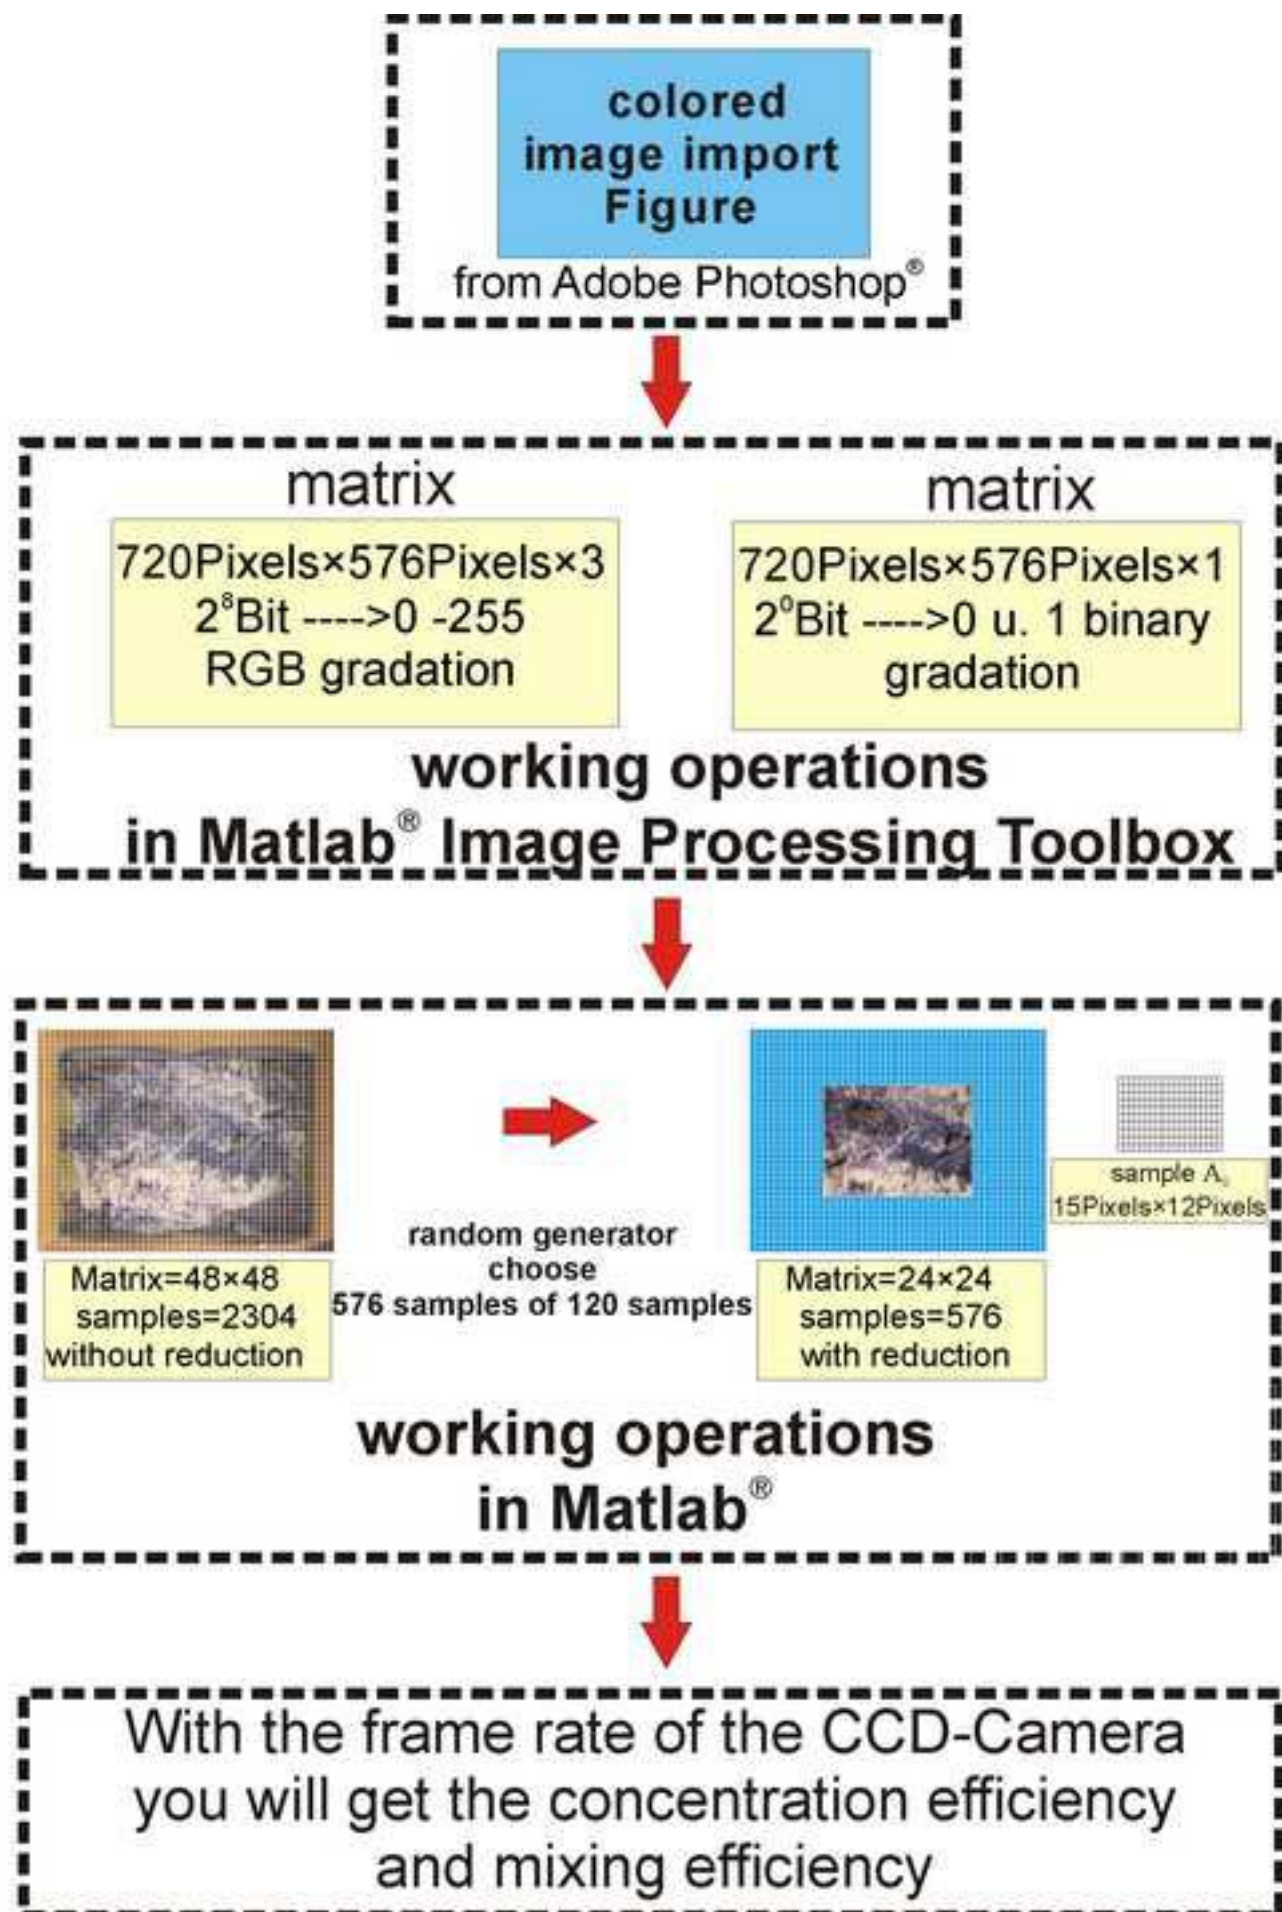 colored
image import
Figure
from Adobe Photoshop®
matrix
720Pixels×576Pixels×3
2⁸Bit ---->0 -255
RGB gradation
matrix
720Pixels×576Pixels×1
2⁰Bit ---->0 u. 1 binary
gradation
working operations
in Matlab® Image Processing Toolbox
Matrix=48×48
samples=2304
without reduction
random generator
choose
576 samples of 120 samples
Matrix=24×24
samples=576
with reduction
sample A
15Pixels×12Pixels
working operations
in Matlab®
With the frame rate of the CCD-Camera
you will get the concentration efficiency
and mixing efficiency